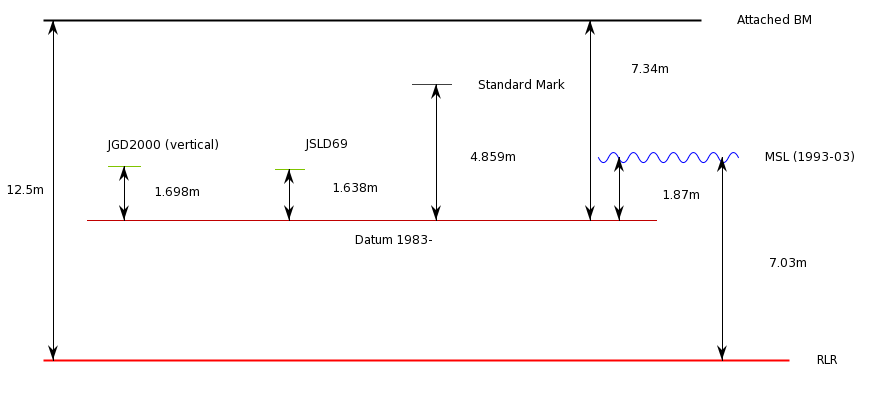 Attached BM
7.34m
Standard Mark
JGD2000 (vertical)
JSLD69
4.859m
MSL (1993-03)
12.5m
1.698m
1.638m
1.87m
Datum 1983-
7.03m
RLR